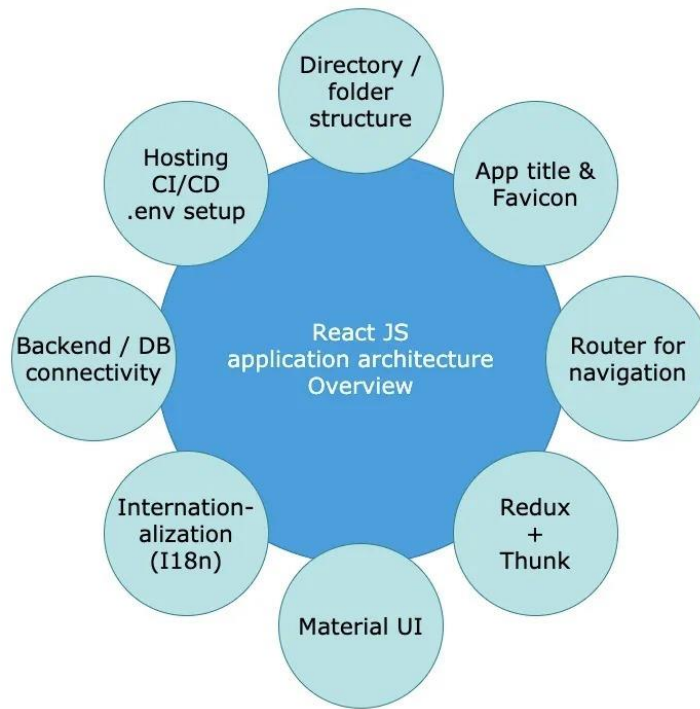 Directory /
folder
structure
App title &
Favicon
Router for
navigation
Redux
+
Thunk
Material UI
Internation-
alization
(I18n)
Backend / DB
connectivity
Hosting
CI/CD
.env setup
React JS
application architecture
Overview